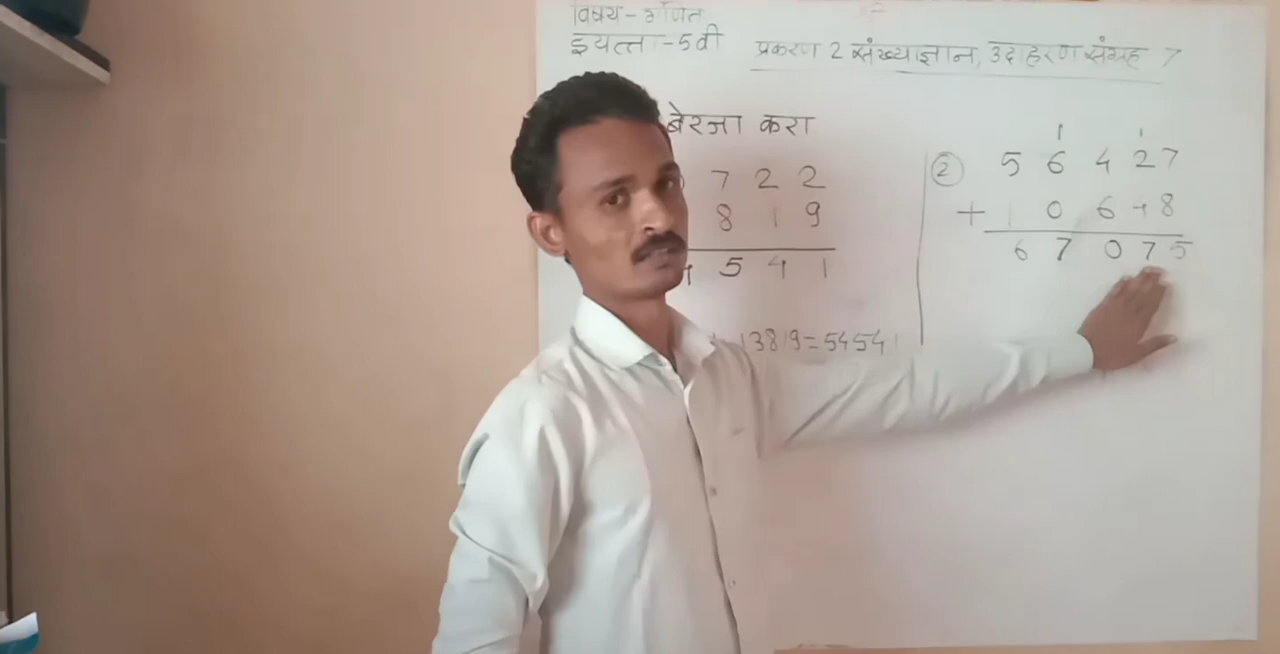 विषय - गणित
इयत्ता - 5वी
प्रकरण 2 संख्याज्ञान, उदाहरण संग्रह 7
बेरजा करा
7 2 2
8 1 9
5 4 1
13819 = 54541
1 1
② 5 6 4 2 7
+ 1 0 6 4 8
6 7 0 7 5